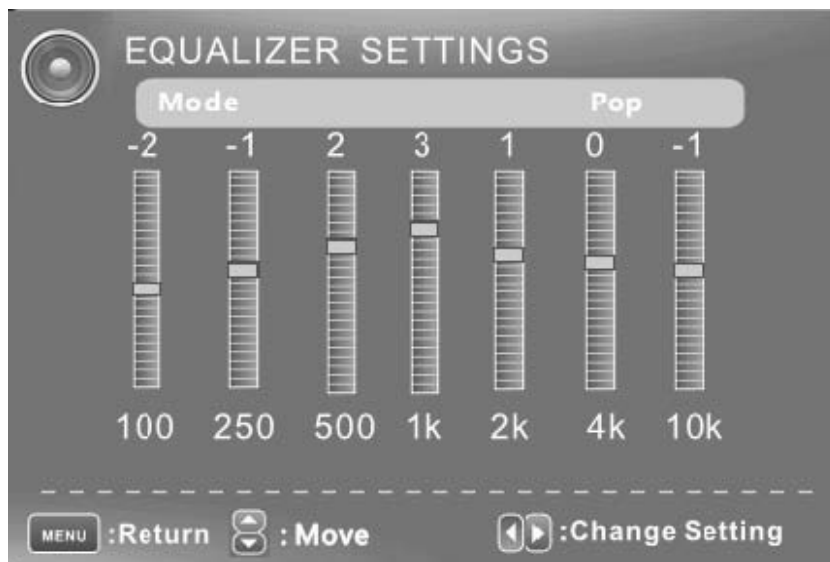 EQUALIZER SETTINGS
Mode Pop
-2 -1 2 3 1 0 -1
100 250 500 1k 2k 4k 10k
MENU :Return : Move :Change Setting